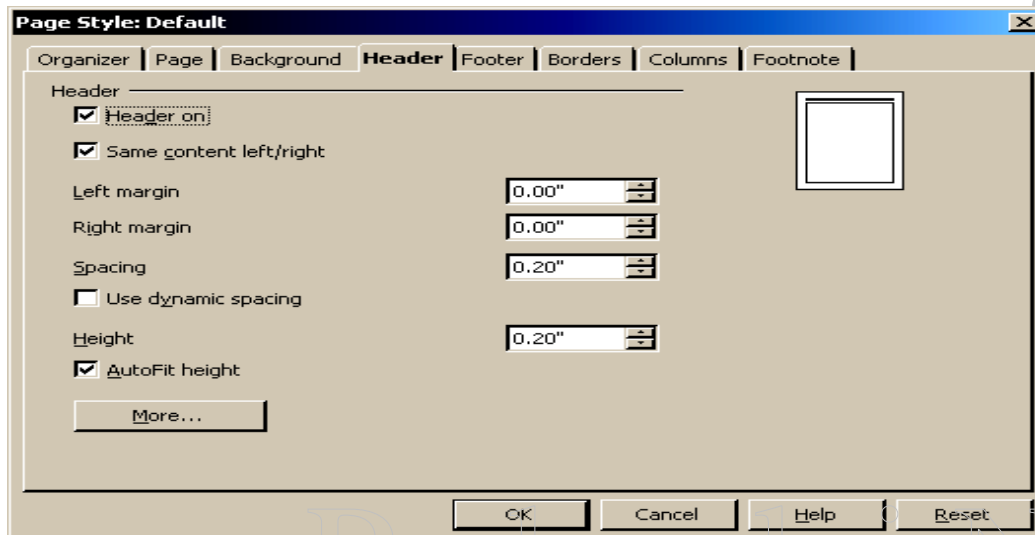 Page Style: Default
Organizer Page Background Header Footer Borders Columns Footnote
Header
Header on
Same content left/right
Left margin 0.00"
Right margin 0.00"
Spacing 0.20"
Use dynamic spacing
Height 0.20"
AutoFit height
More...
OK Cancel Help Reset